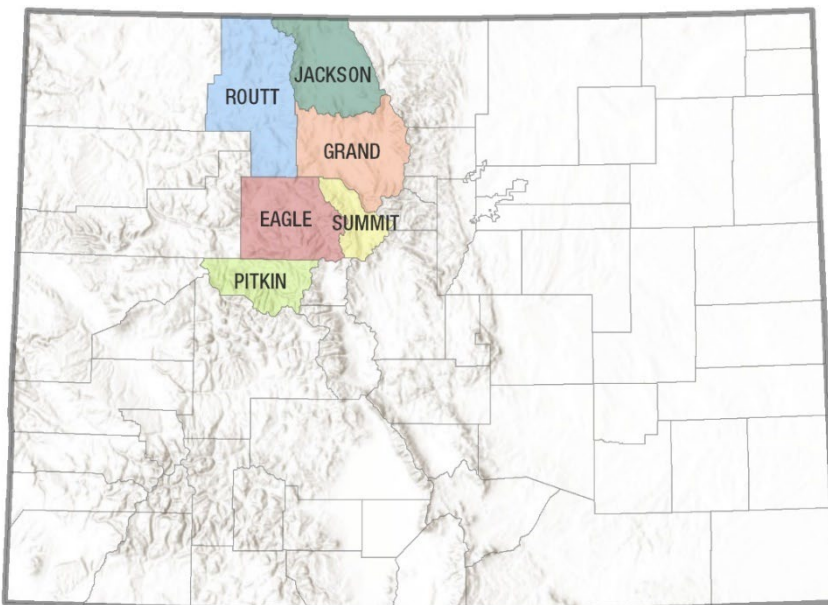 JACKSON
ROUTT
GRAND
EAGLE
SUMMIT
PITKIN